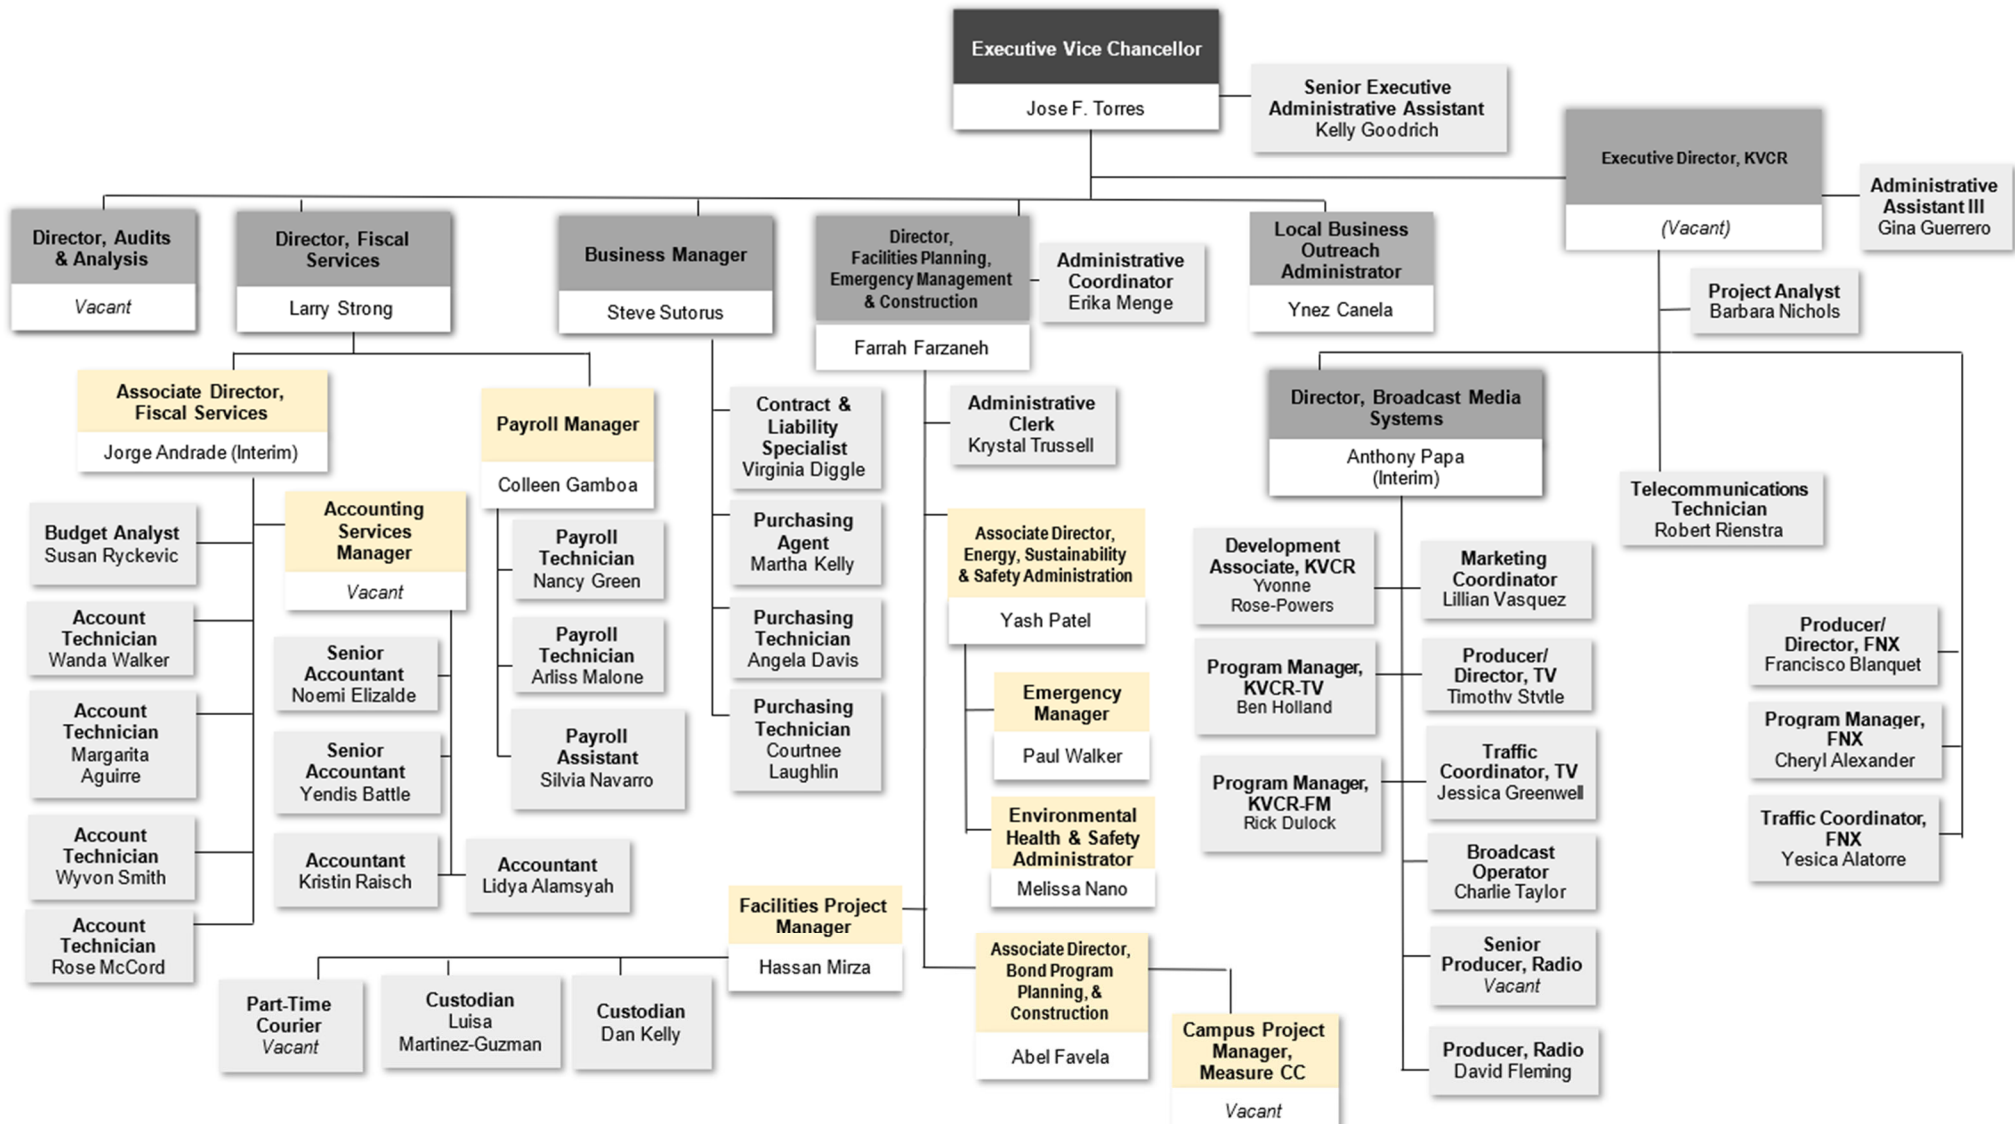 Executive Vice Chancellor
Jose F. Torres
Senior Executive
Administrative Assistant
Kelly Goodrich
Executive Director, KVCR
(Vacant)
Administrative
Assistant III
Gina Guerrero
Project Analyst
Barbara Nichols
Director, Audits
& Analysis
Vacant
Director, Fiscal
Services
Larry Strong
Business Manager
Steve Sutorus
Director,
Facilities Planning,
Emergency Management
& Construction
Farrah Farzaneh
Administrative
Coordinator
Erika Menge
Local Business
Outreach
Administrator
Ynez Canela
Associate Director,
Fiscal Services
Jorge Andrade (Interim)
Budget Analyst
Susan Ryckevic
Account
Technician
Wanda Walker
Account
Technician
Margarita
Aguirre
Account
Technician
Wyvon Smith
Account
Technician
Rose McCord
Accounting
Services
Manager
Vacant
Senior
Accountant
Noemi Elizalde
Senior
Accountant
Yendis Battle
Accountant
Kristin Raisch
Accountant
Lidya Alamsyah
Payroll Manager
Colleen Gamboa
Payroll
Technician
Nancy Green
Payroll
Technician
Arliss Malone
Payroll
Assistant
Silvia Navarro
Contract &
Liability
Specialist
Virginia Diggle
Purchasing
Agent
Martha Kelly
Purchasing
Technician
Angela Davis
Purchasing
Technician
Courtnee
Laughlin
Administrative
Clerk
Krystal Trussell
Associate Director,
Energy, Sustainability
& Safety Administration
Yash Patel
Emergency
Manager
Paul Walker
Environmental
Health & Safety
Administrator
Melissa Nano
Facilities Project
Manager
Hassan Mirza
Part-Time
Courier
Vacant
Custodian
Luisa
Martinez-Guzman
Custodian
Dan Kelly
Associate Director,
Bond Program
Planning, &
Construction
Abel Favela
Campus Project
Manager,
Measure CC
Vacant
Director, Broadcast Media
Systems
Anthony Papa
(Interim)
Development
Associate, KVCR
Yvonne
Rose-Powers
Program Manager,
KVCR-TV
Ben Holland
Program Manager,
KVCR-FM
Rick Dulock
Marketing
Coordinator
Lillian Vasquez
Producer/
Director, TV
Timothy Stytle
Traffic
Coordinator, TV
Jessica Greenwell
Broadcast
Operator
Charlie Taylor
Senior
Producer, Radio
Vacant
Producer, Radio
David Fleming
Telecommunications
Technician
Robert Rienstra
Producer/
Director, FNX
Francisco Blanquet
Program Manager,
FNX
Cheryl Alexander
Traffic Coordinator,
FNX
Yesica Alatorre